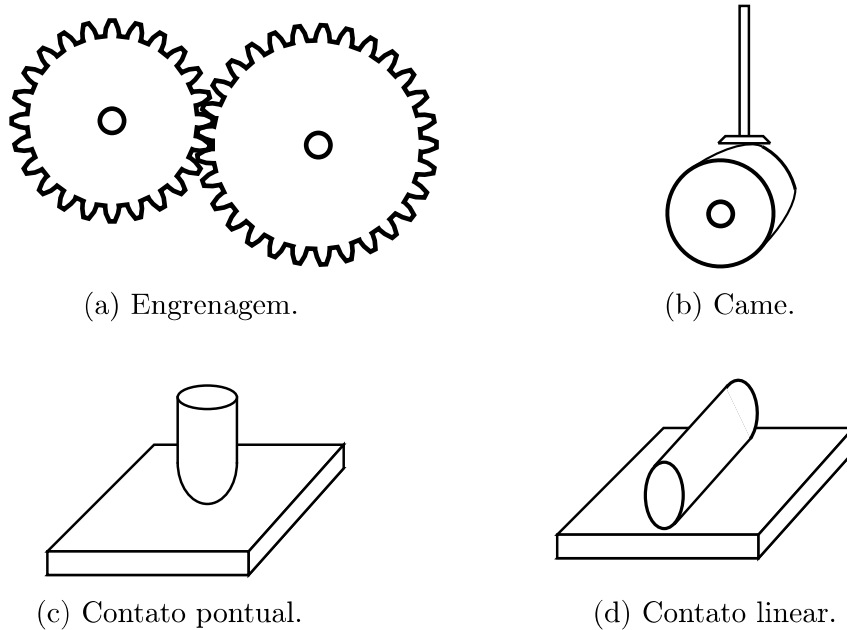 (a) Engrenagem.
(b) Came.
(c) Contato pontual.
(d) Contato linear.